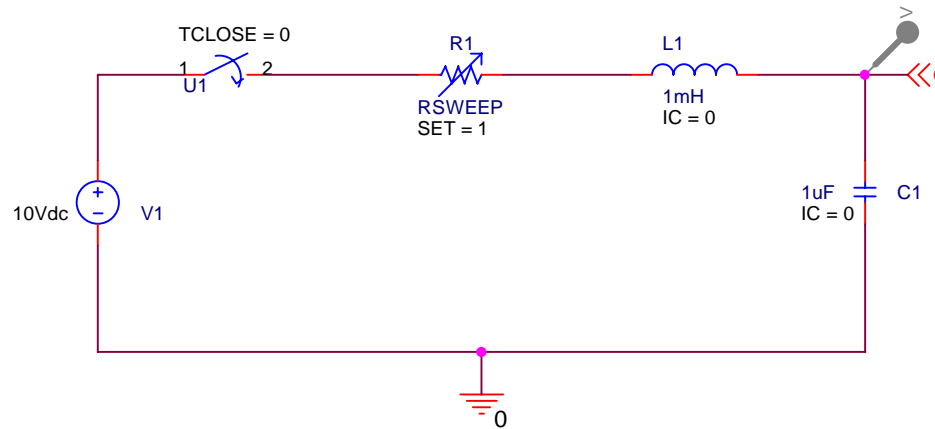 TCLOSE = 0
1
2
U1
R1
RSWEEP
SET = 1
L1
1mH
IC = 0
V
10Vdc
V1
1uF
IC = 0
C1
0